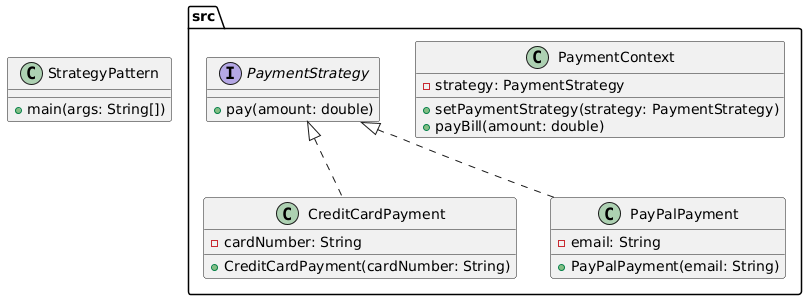 src
StrategyPattern
main(args: String[])
I PaymentStrategy
pay(amount: double)
C PaymentContext
strategy: PaymentStrategy
setPaymentStrategy(strategy: PaymentStrategy)
payBill(amount: double)
C CreditCardPayment
cardNumber: String
CreditCardPayment(cardNumber: String)
C PayPalPayment
email: String
PayPalPayment(email: String)